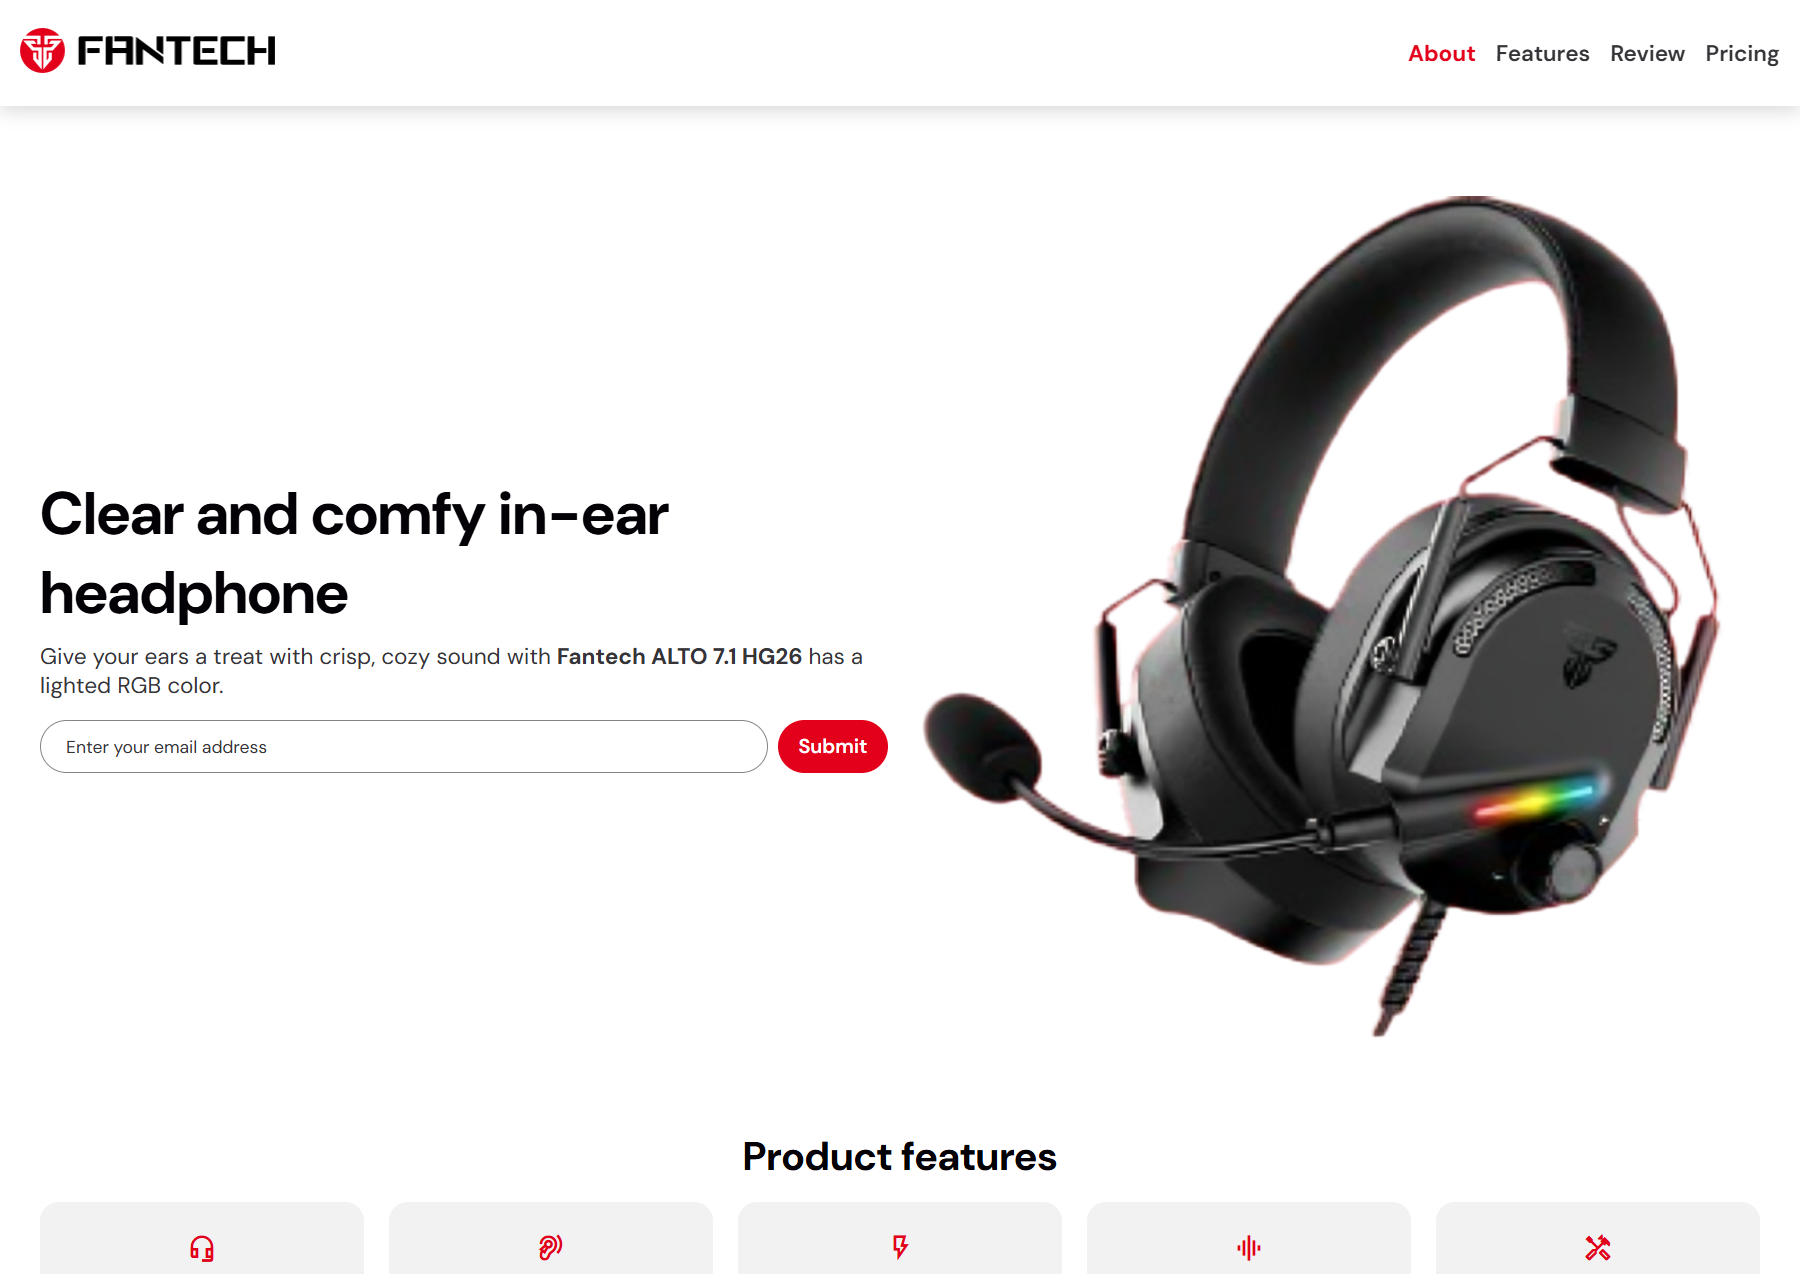 FANTECH
About Features Review Pricing
Clear and comfy in-ear
headphone
Give your ears a treat with crisp, cozy sound with Fantech ALTO 7.1 HG26 has a
lighted RGB color.
Enter your email address
Submit
Product features